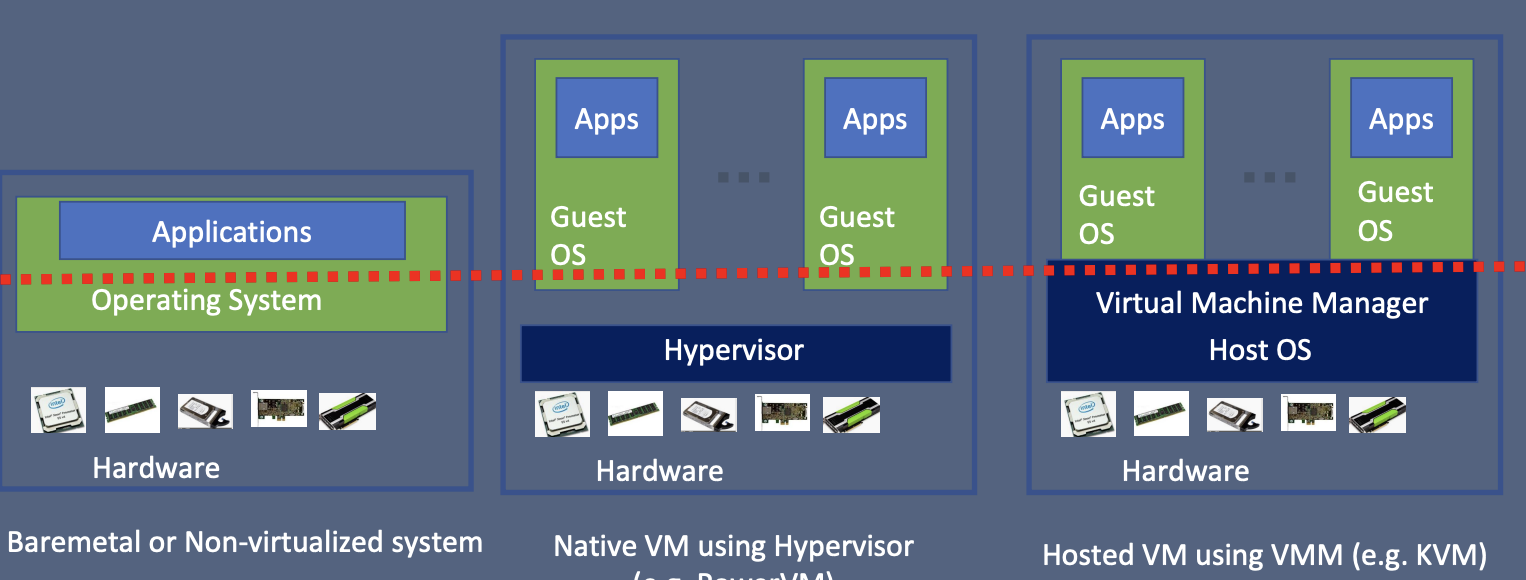 Applications
Operating System
Hardware
Baremetal or Non-virtualized system
Apps
Apps
Guest
OS
Guest
OS
Hypervisor
Hardware
Native VM using Hypervisor
(e.g. PowerVM)
Apps
Apps
Guest
OS
Guest
OS
Virtual Machine Manager
Host OS
Hardware
Hosted VM using VMM (e.g. KVM)